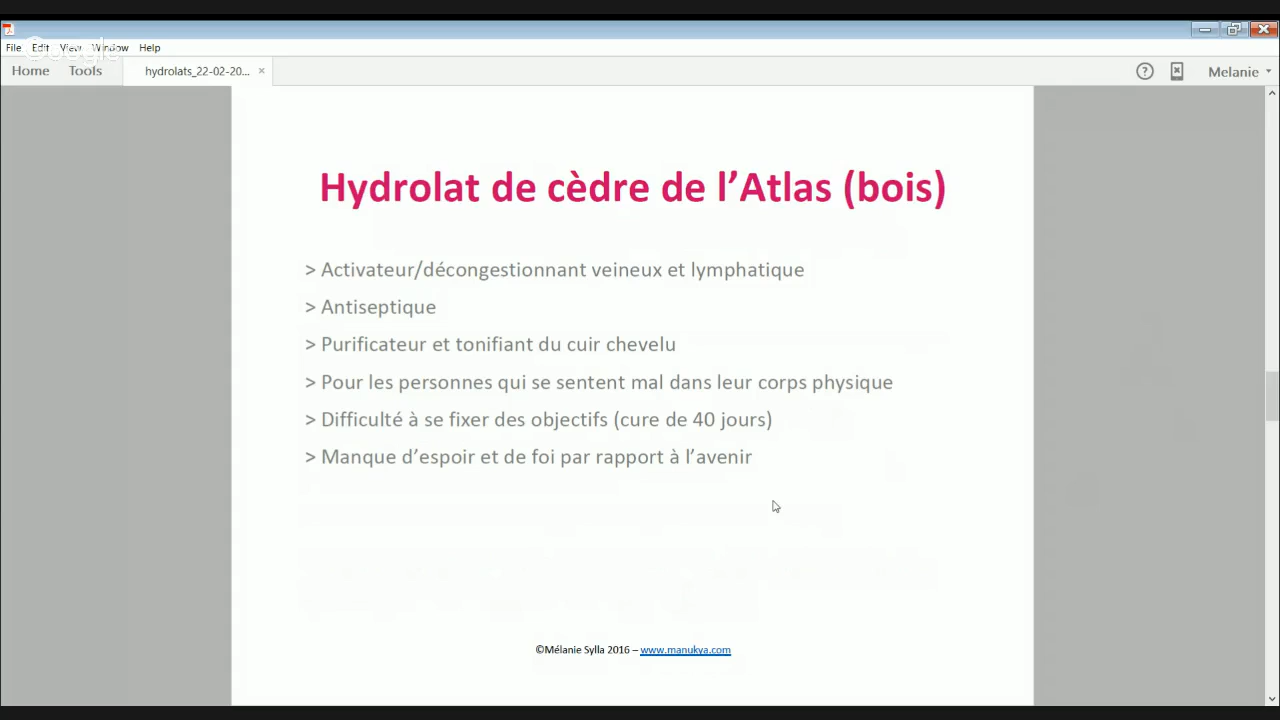 Google
File Edit View Window Help
Home Tools hydrolats_22-02-20... × Melanie
Hydrolat de cèdre de l’Atlas (bois)
> Activateur/décongestionnant veineux et lymphatique
> Antiseptique
> Purificateur et tonifiant du cuir chevelu
> Pour les personnes qui se sentent mal dans leur corps physique
> Difficulté à se fixer des objectifs (cure de 40 jours)
> Manque d’espoir et de foi par rapport à l’avenir
©Mélanie Sylla 2016 – www.manukya.com